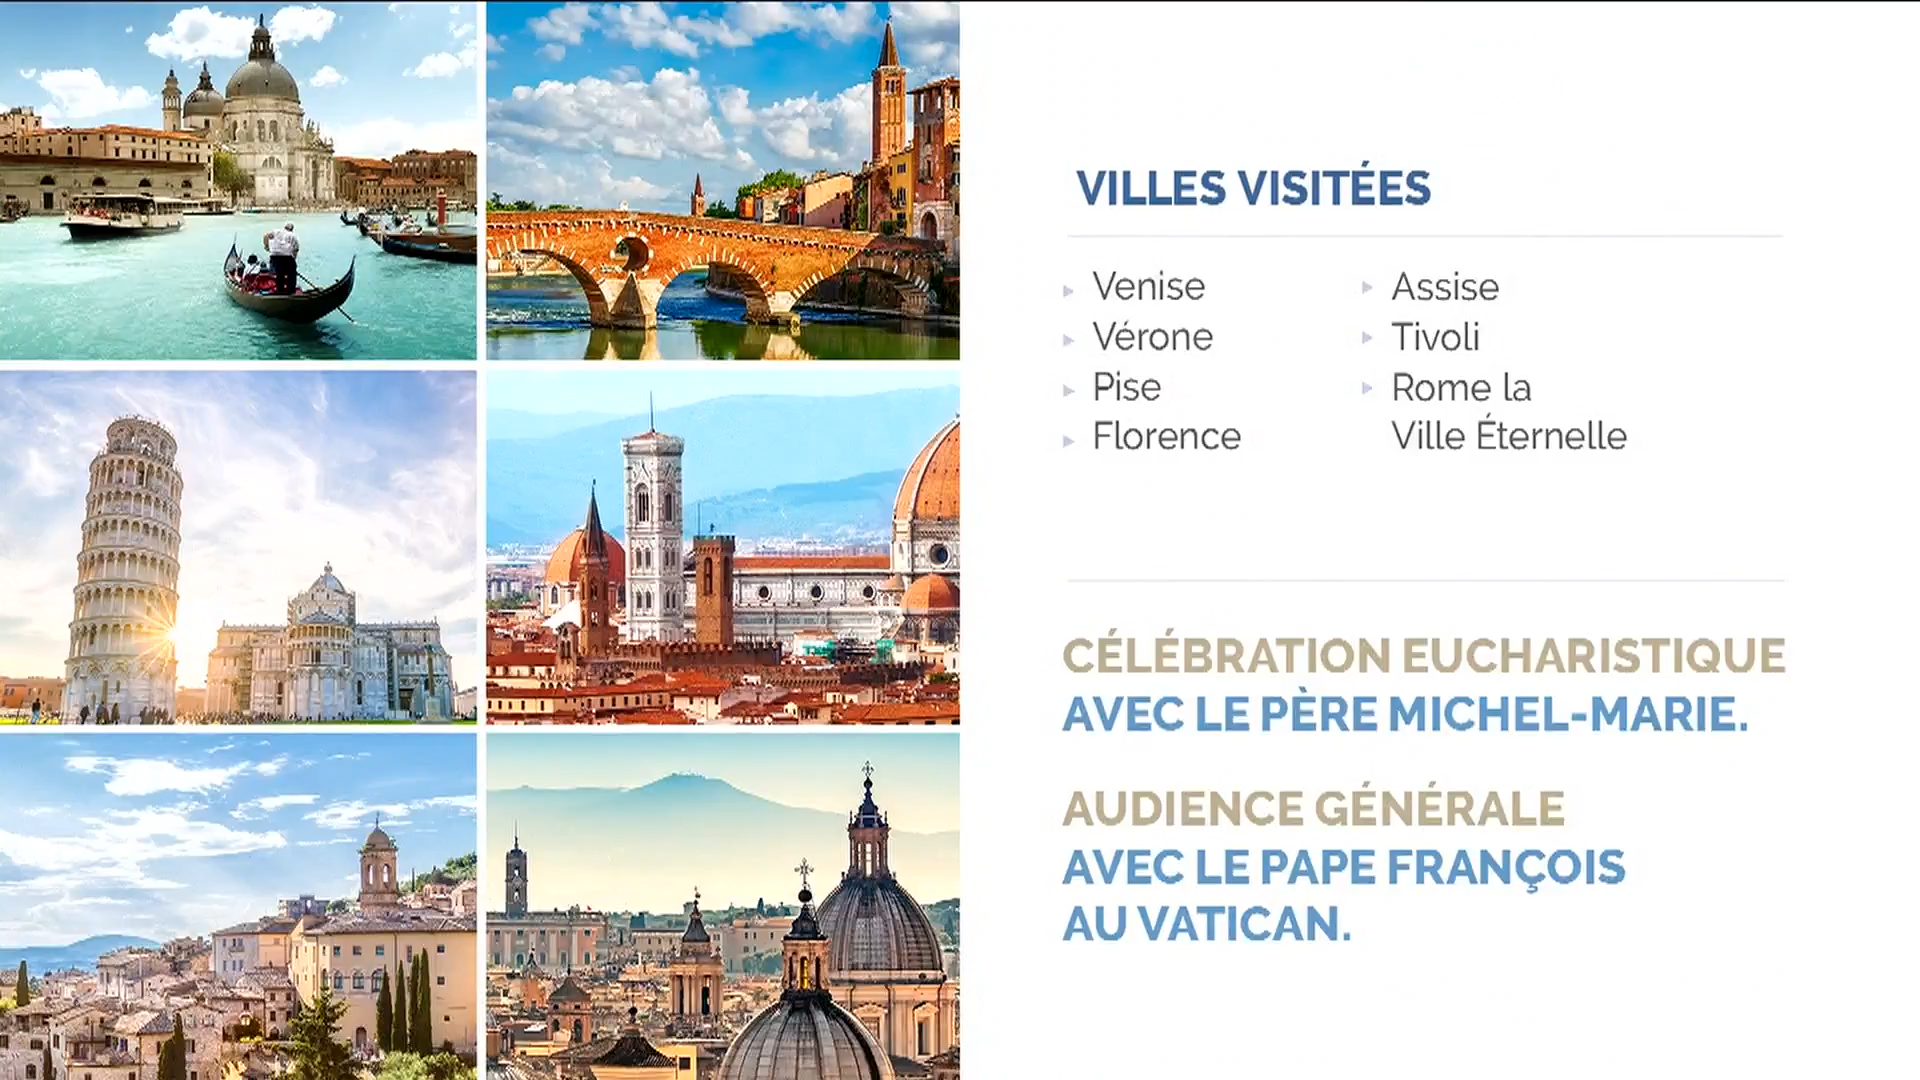 VILLES VISITÉES
Venise
Vérone
Pise
Florence
Assise
Tivoli
Rome la
Ville Éternelle
CÉLÉBRATION EUCHARISTIQUE
AVEC LE PÈRE MICHEL-MARIE.
AUDIENCE GÉNÉRALE
AVEC LE PAPE FRANÇOIS
AU VATICAN.